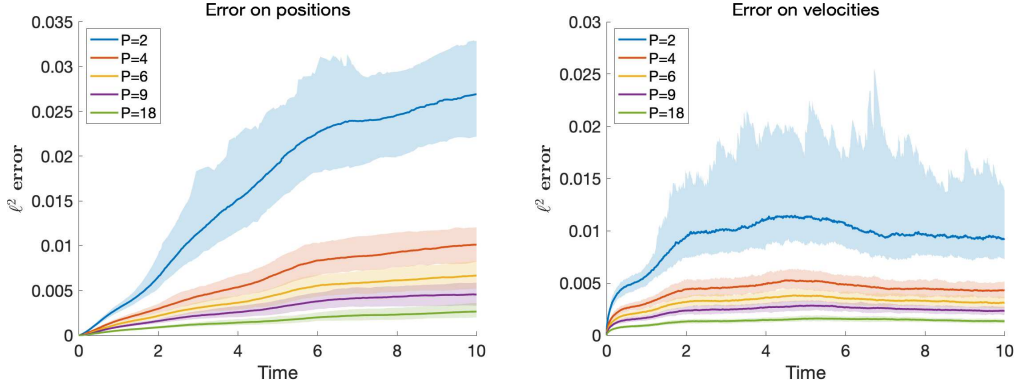 Error on positions
0.035
0.03
0.025
0.02
0.015
0.01
0.005
0
ℓ² error
P=2
P=4
P=6
P=9
P=18
0 2 4 6 8 10
Time
Error on velocities
0.03
0.025
0.02
0.015
0.01
0.005
0
ℓ² error
P=2
P=4
P=6
P=9
P=18
0 2 4 6 8 10
Time